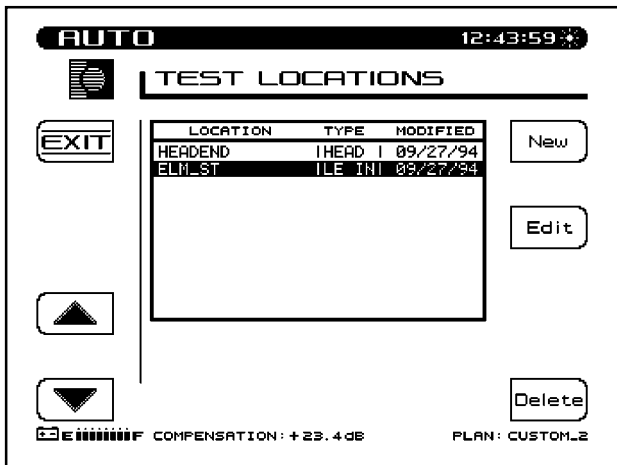 AUTO 12:43:59
TEST LOCATIONS
EXIT
LOCATION TYPE MODIFIED
HEADEND |HEAD | 09/27/94
ELM_ST |LE IN| 09/27/94
New
Edit
Delete
E F COMPENSATION:+23.4dB PLAN: CUSTOM_2